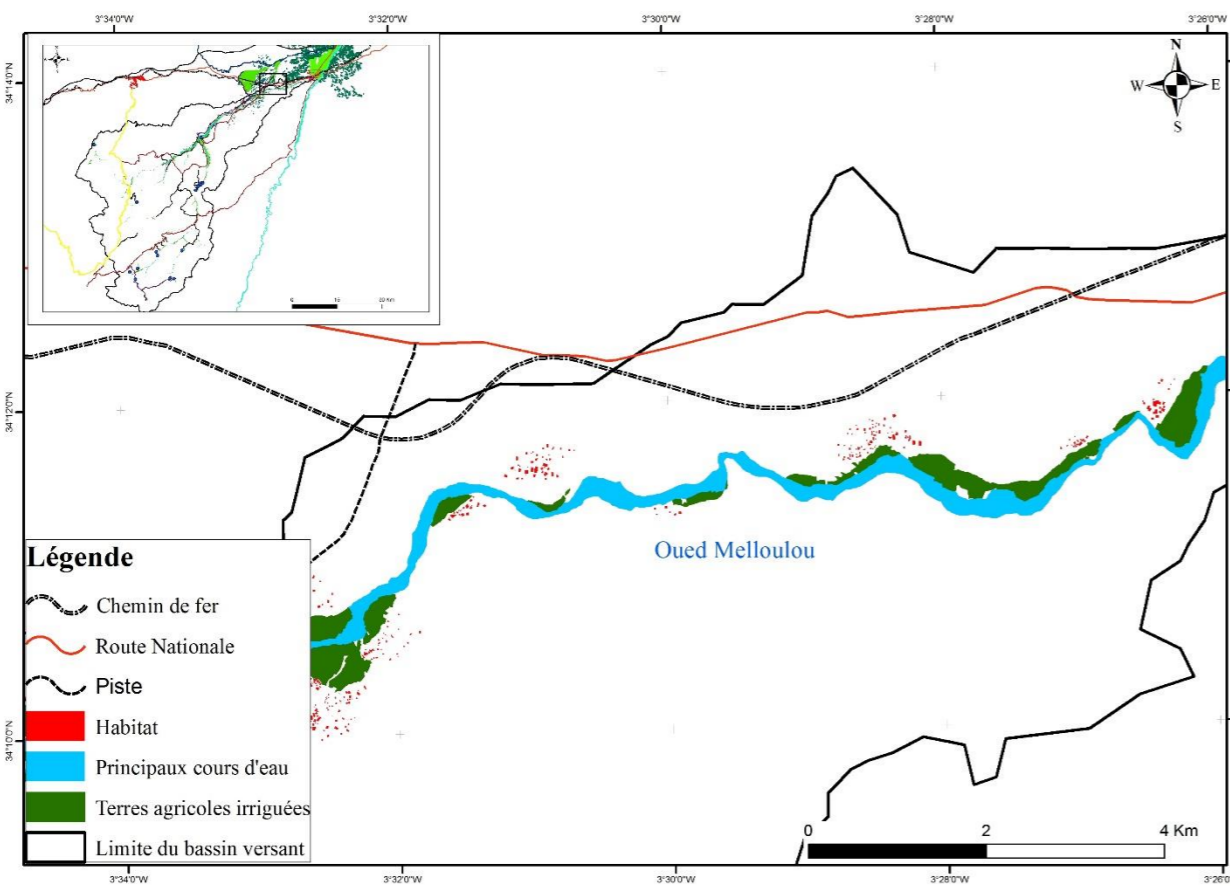 3°34'0"W 3°32'0"W 3°30'0"W 3°28'0"W 3°26'0"W
34°14'0"N
34°12'0"N
34°10'0"N
N
W E
S
Oued Melloulou
Légende
Chemin de fer
Route Nationale
Piste
Habitat
Principaux cours d'eau
Terres agricoles irriguées
Limite du bassin versant
0 2 4 Km
3°34'0"W 3°32'0"W 3°30'0"W 3°28'0"W